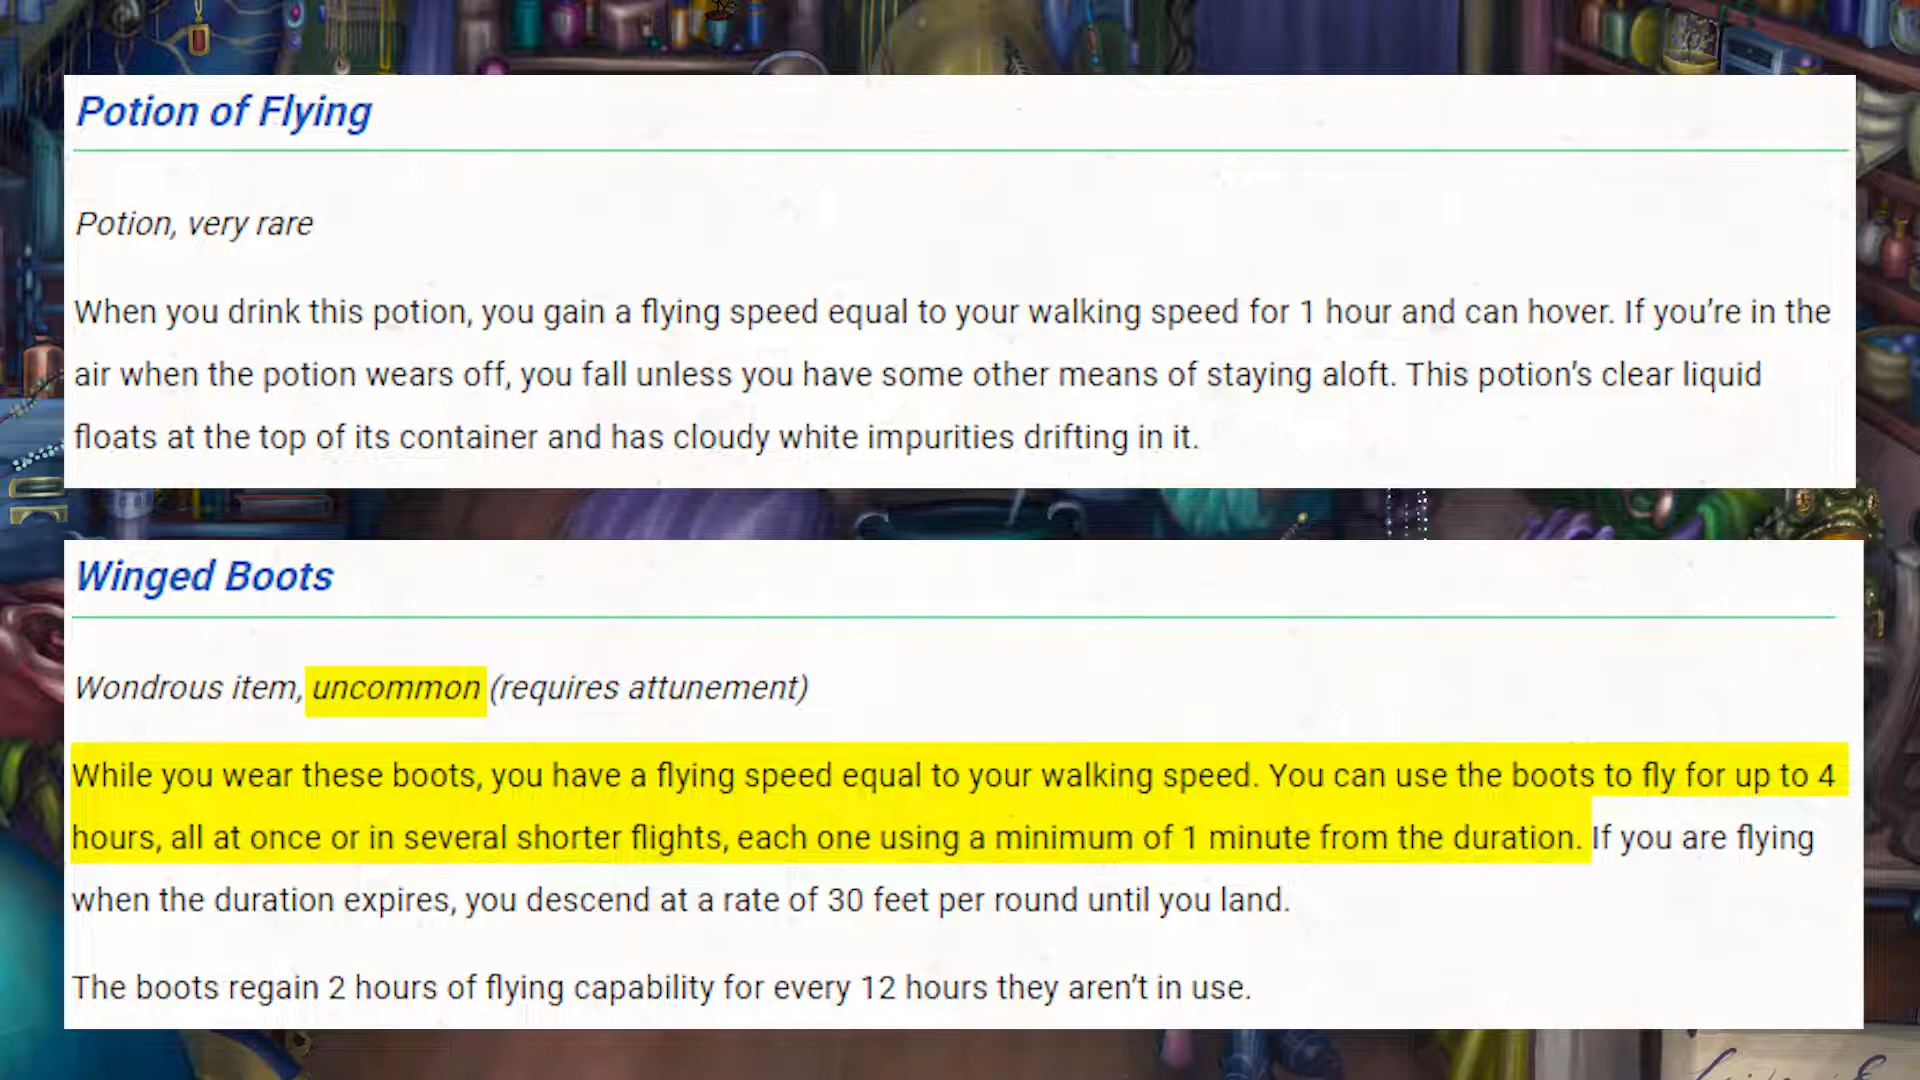 Potion of Flying
Potion, very rare
When you drink this potion, you gain a flying speed equal to your walking speed for 1 hour and can hover. If you’re in the
air when the potion wears off, you fall unless you have some other means of staying aloft. This potion’s clear liquid
floats at the top of its container and has cloudy white impurities drifting in it.
Winged Boots
Wondrous item, uncommon (requires attunement)
While you wear these boots, you have a flying speed equal to your walking speed. You can use the boots to fly for up to 4
hours, all at once or in several shorter flights, each one using a minimum of 1 minute from the duration. If you are flying
when the duration expires, you descend at a rate of 30 feet per round until you land.
The boots regain 2 hours of flying capability for every 12 hours they aren’t in use.